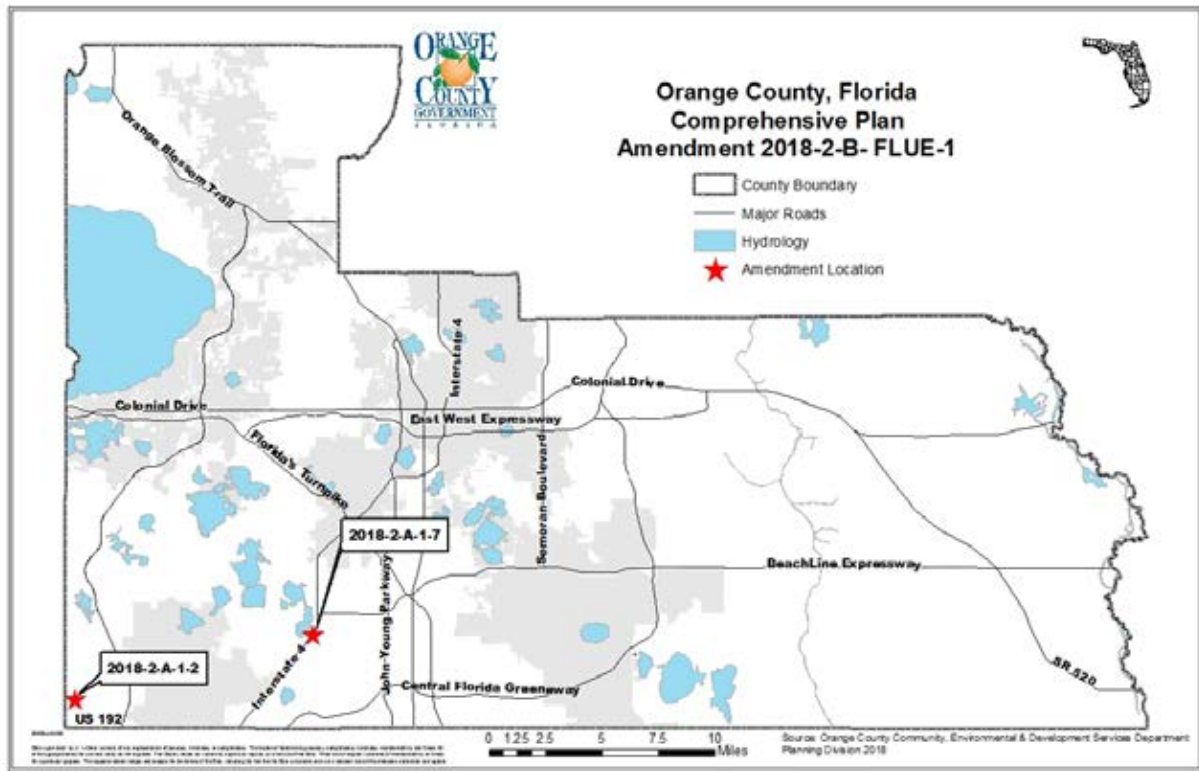 ORANGE
COUNTY
GOVERNMENT
FLORIDA
Orange County, Florida
Comprehensive Plan
Amendment 2018-2-B- FLUE-1
County Boundary
Major Roads
Hydrology
Amendment Location
Orange Blossom Trail
Interstate 4
Colonial Drive
Colonial Drive
East West Expressway
Florida's Turnpike
Semoran Boulevard
2018-2-A-1-7
John Young Parkway
BeachLine Expressway
2018-2-A-1-2
Interstate 4
Central Florida Greeneway
SR 520
US 192
0 1.25 2.5 5 7.5 10
Miles
Source: Orange County Community, Environmental & Development Services Department
Planning Division 2018